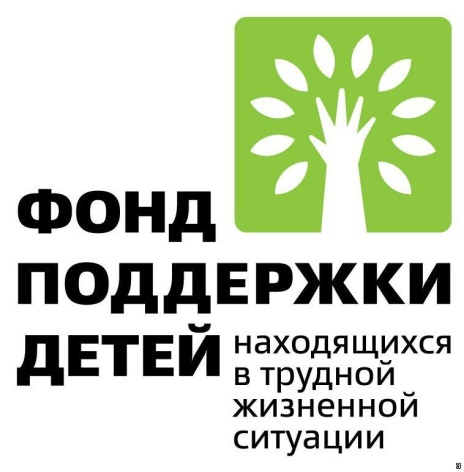 ФОНД
ПОДДЕРЖКИ
ДЕТЕЙ
находящихся
в трудной
жизненной
ситуации